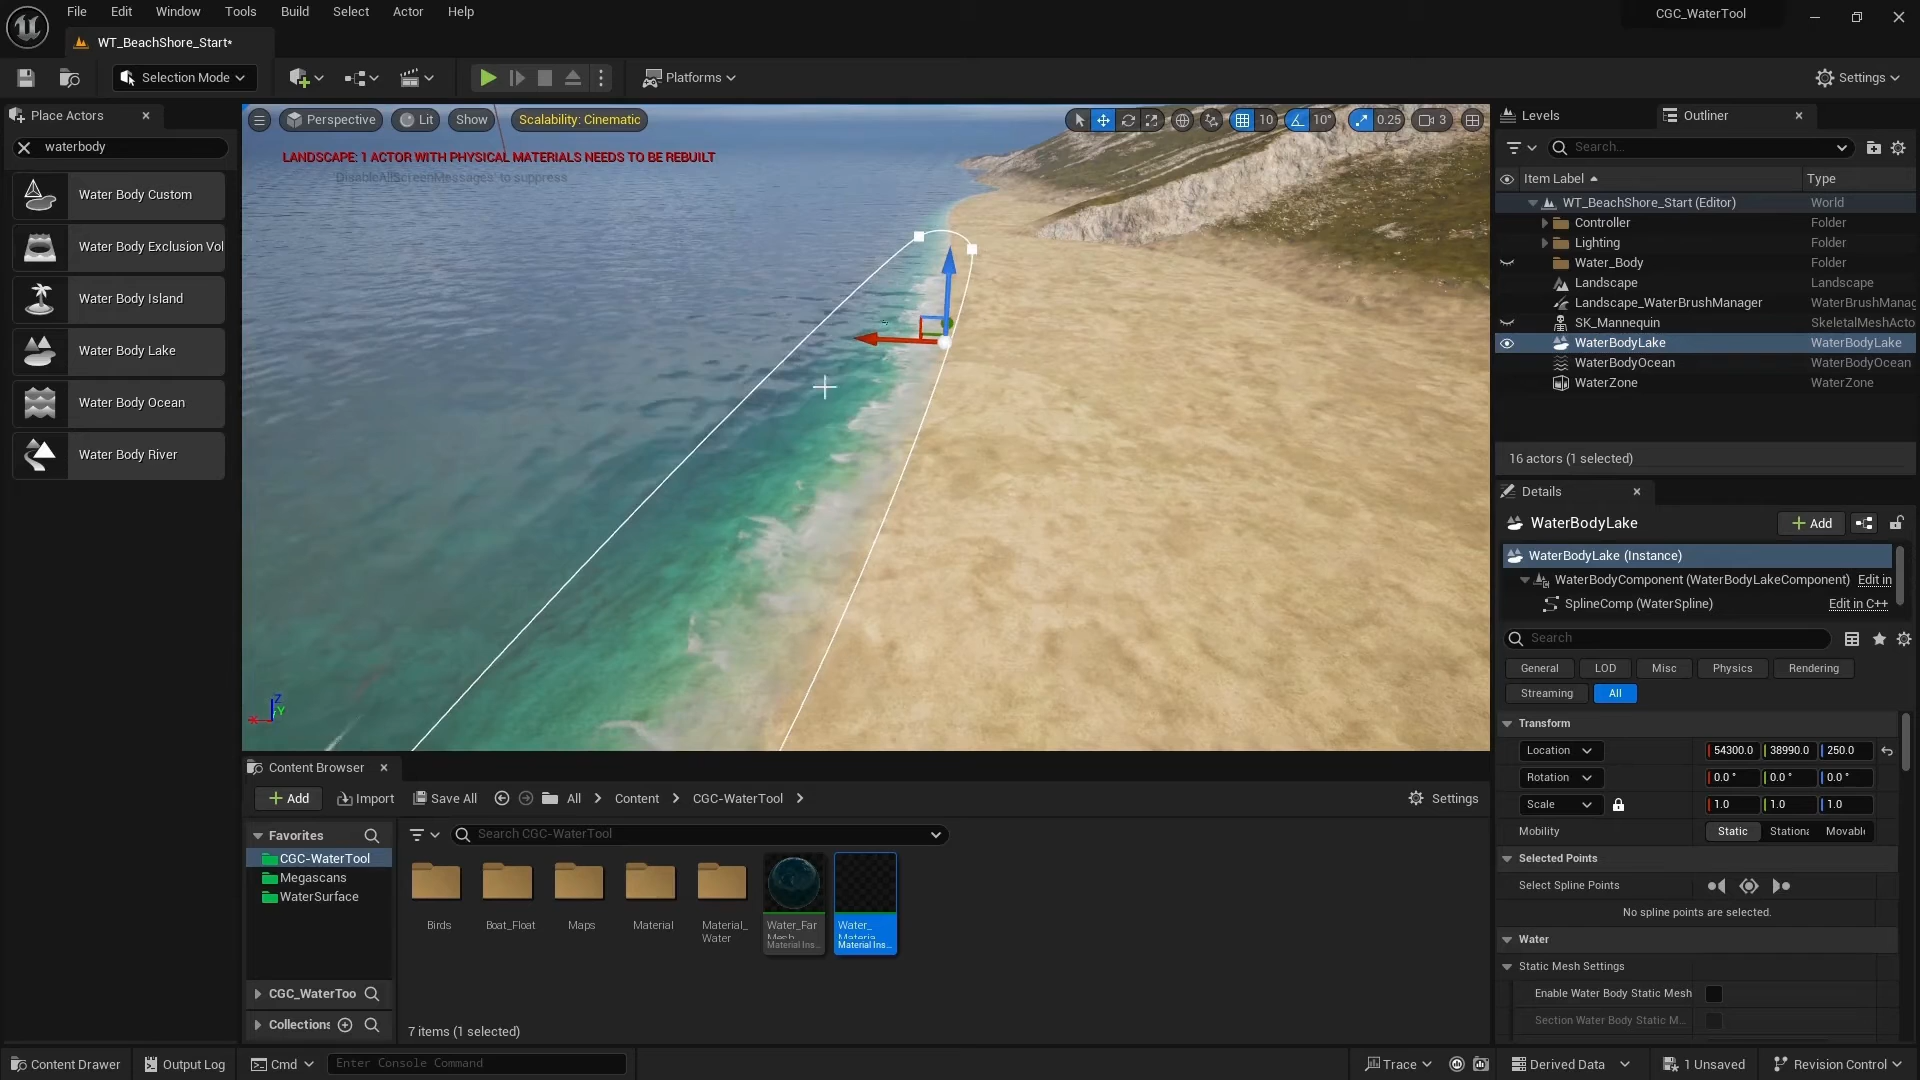 File Edit Window Tools Build Select Actor Help
CGC_WaterTool
WT_BeachShore_Start*
Selection Mode
Platforms
Settings
Place Actors
waterbody
Water Body Custom
Water Body Exclusion Vol
Water Body Island
Water Body Lake
Water Body Ocean
Water Body River
Perspective Lit Show Scalability: Cinematic
10 10° 0.25 3
LANDSCAPE: 1 ACTOR WITH PHYSICAL MATERIALS NEEDS TO BE REBUILT
'DisableAllScreenMessages' to suppress
Z
Y
X
Levels Outliner
Search...
Item Label Type
WT_BeachShore_Start (Editor) World
Controller Folder
Lighting Folder
Water_Body Folder
Landscape Landscape
Landscape_WaterBrushManager WaterBrushManag
SK_Mannequin SkeletalMeshActo
WaterBodyLake WaterBodyLake
WaterBodyOcean WaterBodyOcean
WaterZone WaterZone
16 actors (1 selected)
Details
WaterBodyLake Add
WaterBodyLake (Instance)
WaterBodyComponent (WaterBodyLakeComponent) Edit in
SplineComp (WaterSpline) Edit in C++
Search
General LOD Misc Physics Rendering
Streaming All
Transform
Location 54300.0 38990.0 250.0
Rotation 0.0 ° 0.0 ° 0.0 °
Scale 1.0 1.0 1.0
Mobility Static Stationa Movabl
Selected Points
Select Spline Points
No spline points are selected.
Water
Static Mesh Settings
Enable Water Body Static Mesh
Section Water Body Static M...
Content Browser
Add Import Save All All Content CGC-WaterTool Settings
Favorites
CGC-WaterTool
Megascans
WaterSurface
CGC_WaterToo
Collections
Search CGC-WaterTool
Birds Boat_Float Maps Material Material_
Water
Water_Far
Mesh
Material Ins...
Water_
Materia
Material Ins...
7 items (1 selected)
Content Drawer Output Log Cmd Enter Console Command
Trace Derived Data 1 Unsaved Revision Control